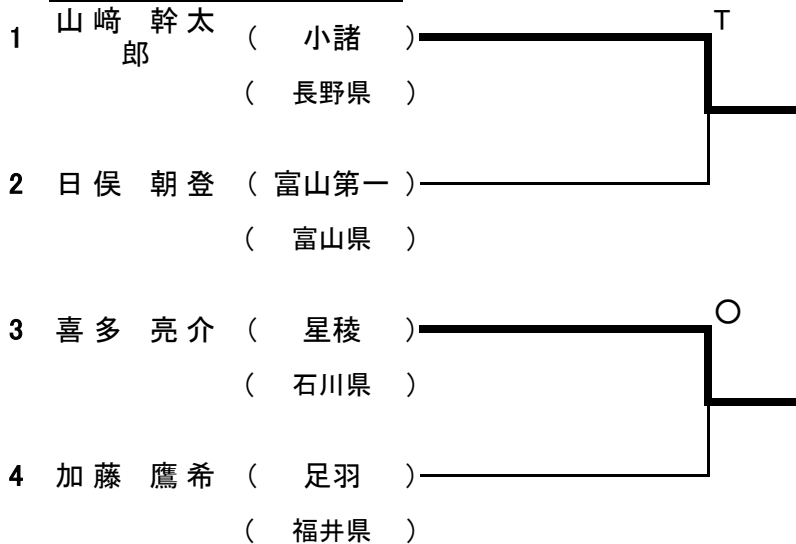 1 山﨑 幹太郎 ( 小諸 ) T
( 長野県 )
2 日俣 朝登 ( 富山第一 )
( 富山県 )
3 喜多 亮介 ( 星稜 ) ○
( 石川県 )
4 加藤 鷹希 ( 足羽 )
( 福井県 )